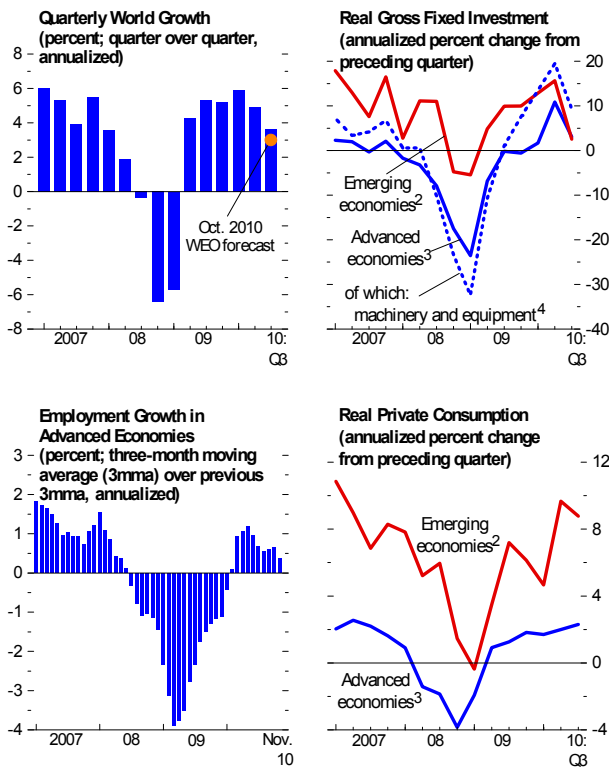 Quarterly World Growth
(percent; quarter over quarter,
annualized)
8
6
4
2
0
-2
-4
-6
-8
Oct. 2010
WEO forecast
2007 08 09 10:
Q3
Real Gross Fixed Investment
(annualized percent change from
preceding quarter)
20
10
0
-10
-20
-30
-40
Emerging
economies2
Advanced
economies3
of which:
machinery and equipment4
2007 08 09 10:
Q3
Employment Growth in
Advanced Economies
(percent; three-month moving
average (3mma) over previous
3mma, annualized)
3
2
1
0
-1
-2
-3
-4
2007 08 09 Nov.
10
Real Private Consumption
(annualized percent change
from preceding quarter)
12
8
4
0
-4
Emerging
economies2
Advanced
economies3
2007 08 09 10:
Q3